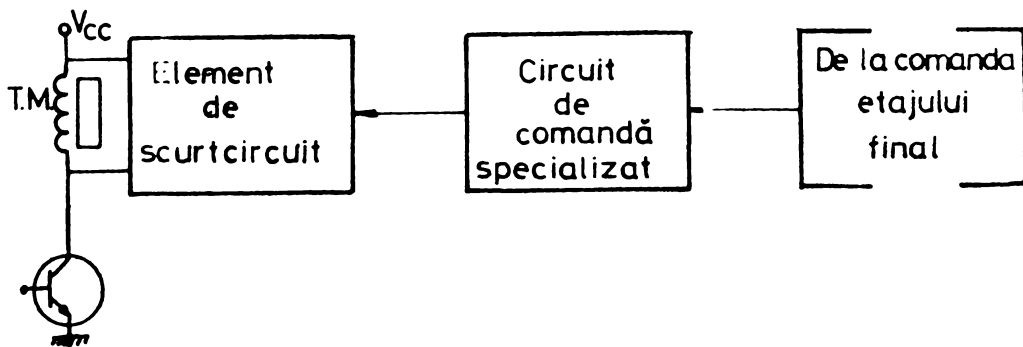 Vcc
T.M.
Element
de
scurtcircuit
Circuit
de
comandă
specializat
De la comanda
etajului
final